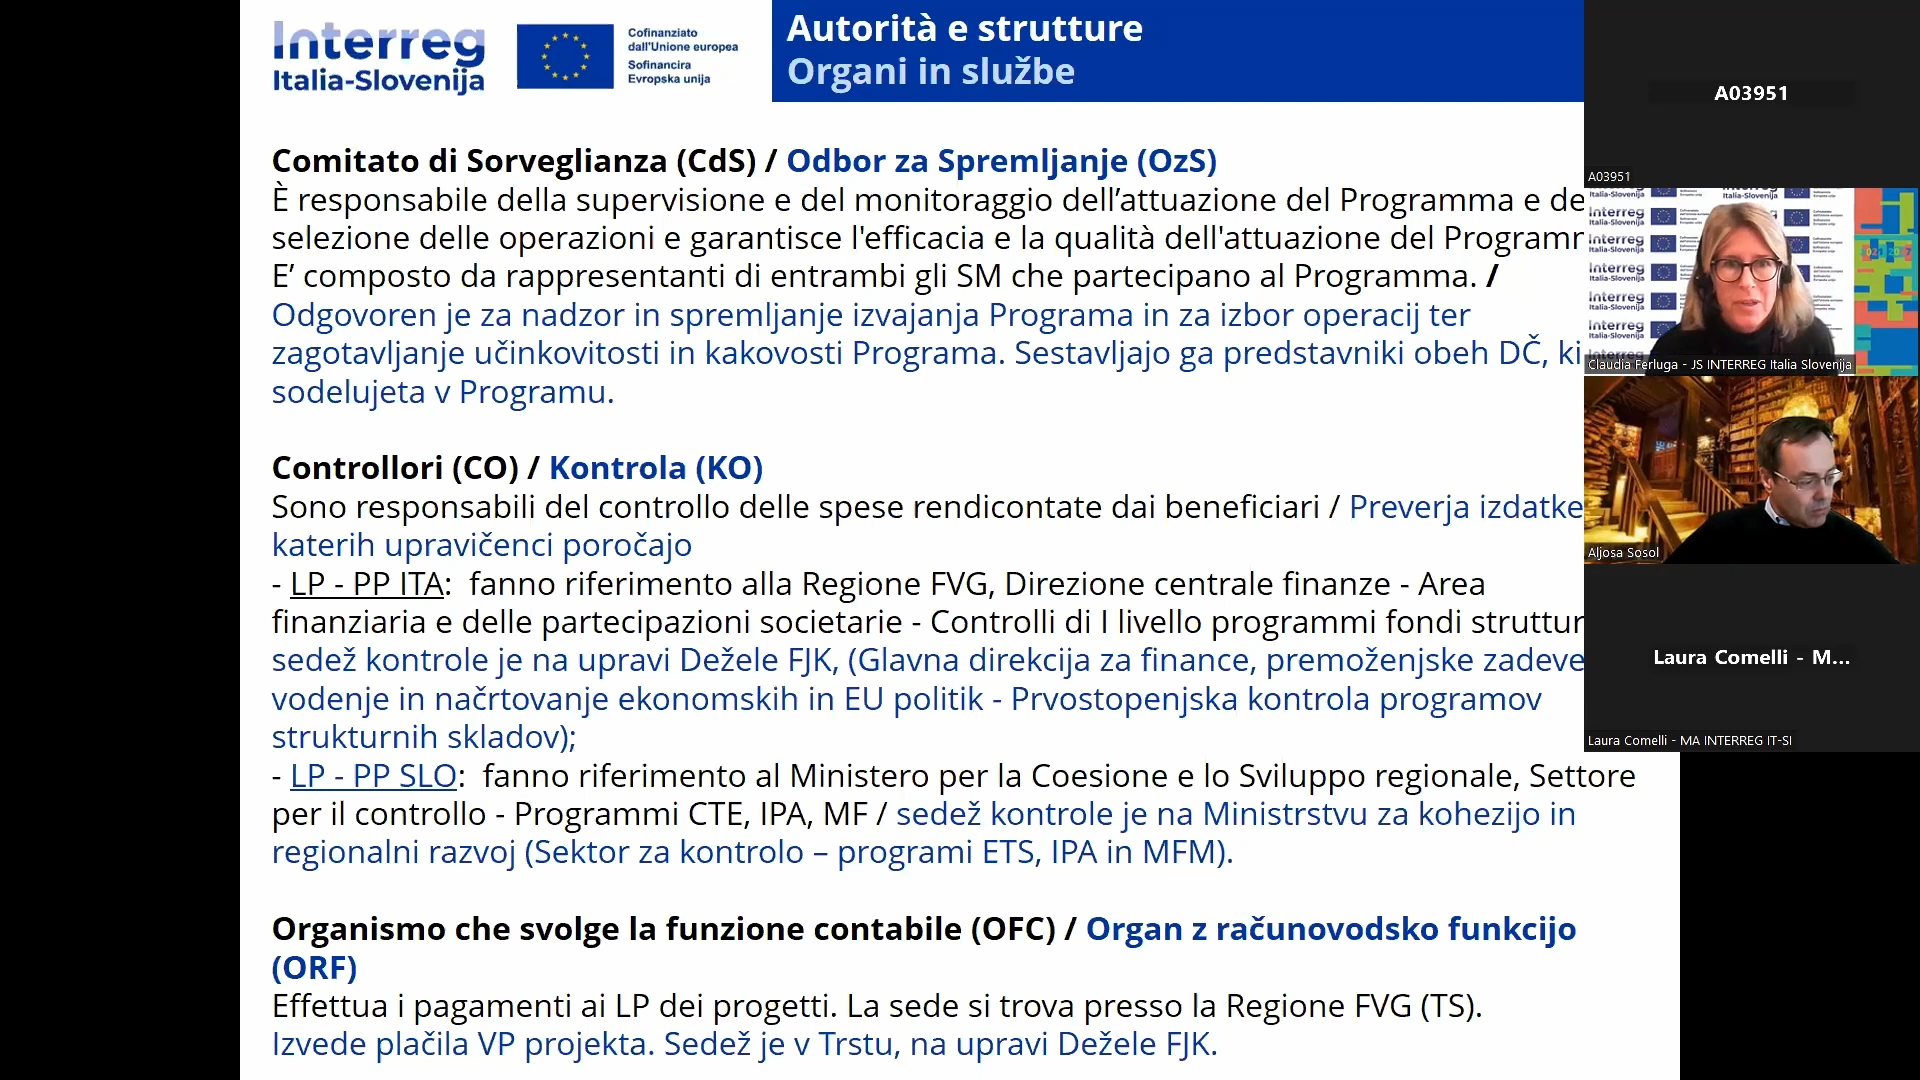 Interreg
Italia-Slovenija
Cofinanziato
dall'Unione europea
Sofinancira
Evropska unija
Autorità e strutture
Organi in službe
Comitato di Sorveglianza (CdS) / Odbor za Spremljanje (OzS)
È responsabile della supervisione e del monitoraggio dell’attuazione del Programma e de
selezione delle operazioni e garantisce l'efficacia e la qualità dell'attuazione del Program
E’ composto da rappresentanti di entrambi gli SM che partecipano al Programma. /
Odgovoren je za nadzor in spremljanje izvajanja Programa in za izbor operacij ter
zagotavljanje učinkovitosti in kakovosti Programa. Sestavljajo ga predstavniki obeh DČ, ki
sodelujeta v Programu.
Controllori (CO) / Kontrola (KO)
Sono responsabili del controllo delle spese rendicontate dai beneficiari / Preverja izdatke
katerih upravičenci poročajo
- LP - PP ITA: fanno riferimento alla Regione FVG, Direzione centrale finanze - Area
finanziaria e delle partecipazioni societarie - Controlli di I livello programmi fondi struttur
sedež kontrole je na upravi Dežele FJK, (Glavna direkcija za finance, premoženjske zadeve
vodenje in načrtovanje ekonomskih in EU politik - Prvostopenjska kontrola programov
strukturnih skladov);
- LP - PP SLO: fanno riferimento al Ministero per la Coesione e lo Sviluppo regionale, Settore
per il controllo - Programmi CTE, IPA, MF / sedež kontrole je na Ministrstvu za kohezijo in
regionalni razvoj (Sektor za kontrolo – programi ETS, IPA in MFM).
Organismo che svolge la funzione contabile (OFC) / Organ z računovodsko funkcijo
(ORF)
Effettua i pagamenti ai LP dei progetti. La sede si trova presso la Regione FVG (TS).
Izvede plačila VP projekta. Sedež je v Trstu, na upravi Dežele FJK.
A03951
A03951
Claudia Ferluga - JS INTERREG Italia Slovenija
Aljosa Sosol
Laura Comelli - M...
Laura Comelli - MA INTERREG IT-SI